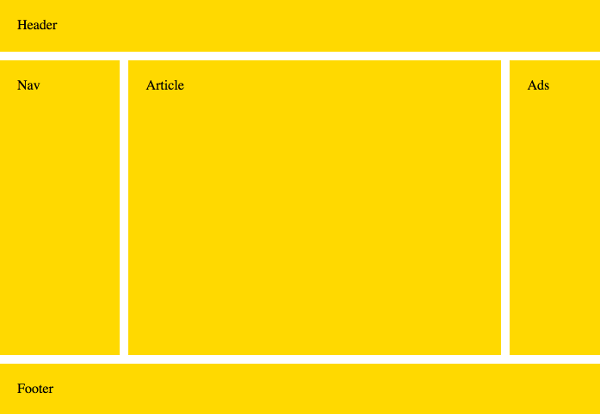 Header
Nav
Article
Ads
Footer